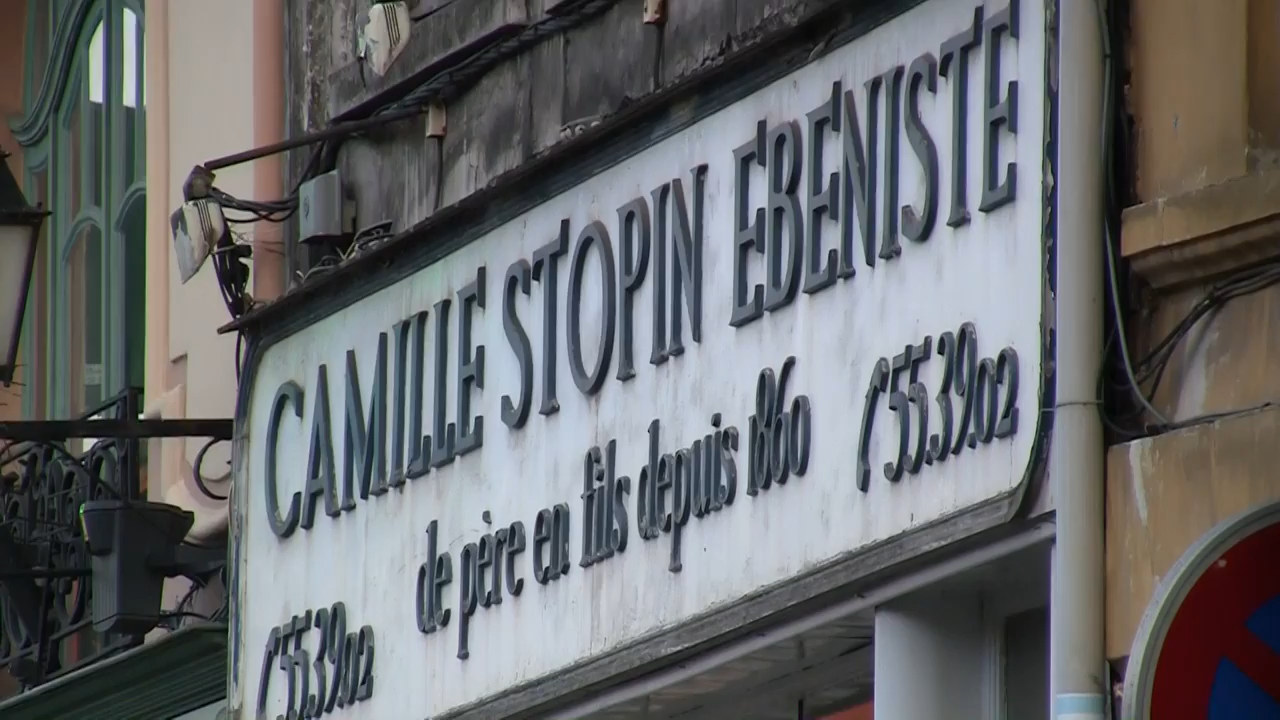 CAMILLE STOPIN EBENISTE
de père en fils depuis 1860
55.39.02
55.39.02